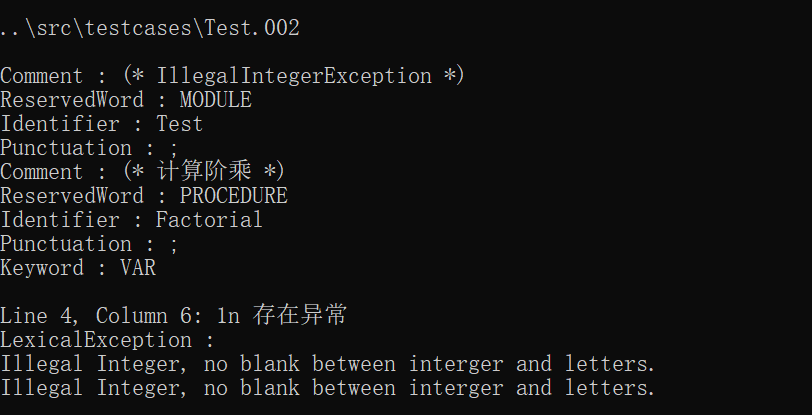 ..\src\testcases\Test.002
Comment : (* IllegalIntegerException *)
ReservedWord : MODULE
Identifier : Test
Punctuation : ;
Comment : (* 计算阶乘 *)
ReservedWord : PROCEDURE
Identifier : Factorial
Punctuation : ;
Keyword : VAR
Line 4, Column 6: 1n 存在异常
LexicalException :
Illegal Integer, no blank between interger and letters.
Illegal Integer, no blank between interger and letters.